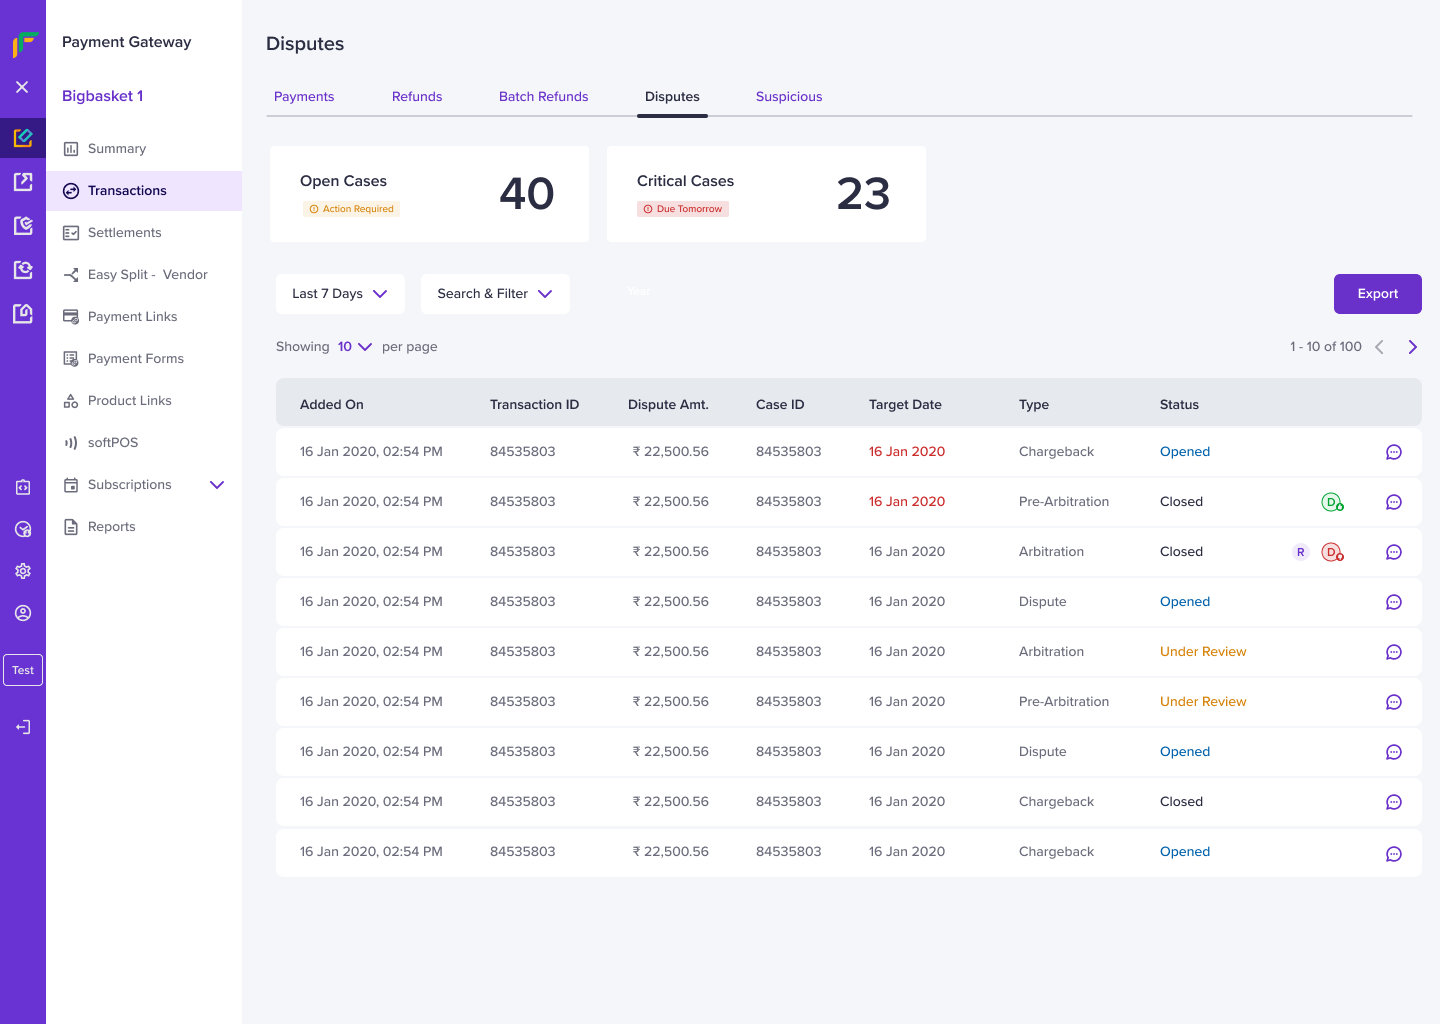 Payment Gateway
Bigbasket 1
Summary
Transactions
Settlements
Easy Split - Vendor
Payment Links
Payment Forms
Product Links
softPOS
Subscriptions
Reports
Test
Disputes
Payments Refunds Batch Refunds Disputes Suspicious
Open Cases
Action Required
40
Critical Cases
Due Tomorrow
23
Last 7 Days Search & Filter Export
Showing 10 per page 1 - 10 of 100
Added On Transaction ID Dispute Amt. Case ID Target Date Type Status
16 Jan 2020, 02:54 PM 84535803 ₹ 22,500.56 84535803 16 Jan 2020 Chargeback Opened
16 Jan 2020, 02:54 PM 84535803 ₹ 22,500.56 84535803 16 Jan 2020 Pre-Arbitration Closed D
16 Jan 2020, 02:54 PM 84535803 ₹ 22,500.56 84535803 16 Jan 2020 Arbitration Closed R D
16 Jan 2020, 02:54 PM 84535803 ₹ 22,500.56 84535803 16 Jan 2020 Dispute Opened
16 Jan 2020, 02:54 PM 84535803 ₹ 22,500.56 84535803 16 Jan 2020 Arbitration Under Review
16 Jan 2020, 02:54 PM 84535803 ₹ 22,500.56 84535803 16 Jan 2020 Pre-Arbitration Under Review
16 Jan 2020, 02:54 PM 84535803 ₹ 22,500.56 84535803 16 Jan 2020 Dispute Opened
16 Jan 2020, 02:54 PM 84535803 ₹ 22,500.56 84535803 16 Jan 2020 Chargeback Closed
16 Jan 2020, 02:54 PM 84535803 ₹ 22,500.56 84535803 16 Jan 2020 Chargeback Opened